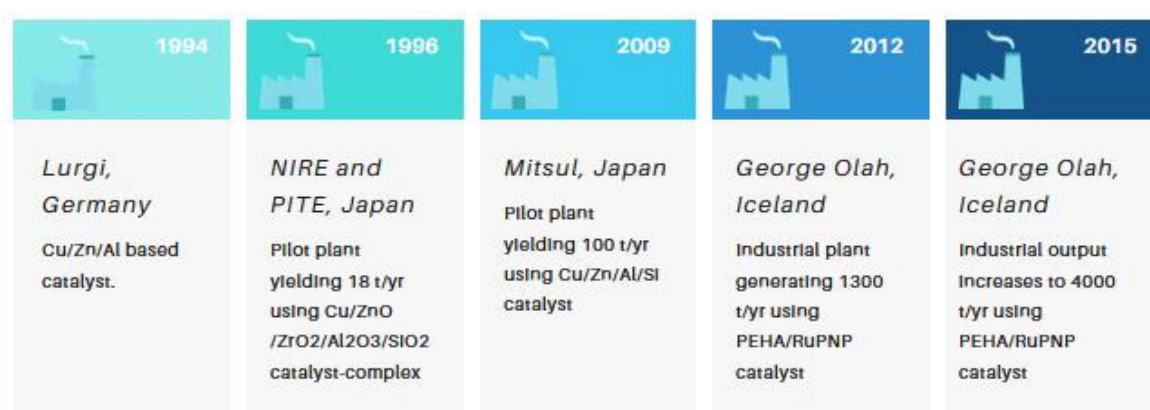 1994
Lurgi,
Germany
Cu/Zn/Al based
catalyst.
1996
NIRE and
PITE, Japan
Pilot plant
yielding 18 t/yr
using Cu/ZnO
/ZrO2/Al2O3/SIO2
catalyst-complex
2009
Mitsul, Japan
Pilot plant
yielding 100 t/yr
using Cu/Zn/Al/SI
catalyst
2012
George Olah,
Iceland
Industrial plant
generating 1300
t/yr using
PEHA/RuPNP
catalyst
2015
George Olah,
Iceland
Industrial output
Increases to 4000
t/yr using
PEHA/RuPNP
catalyst